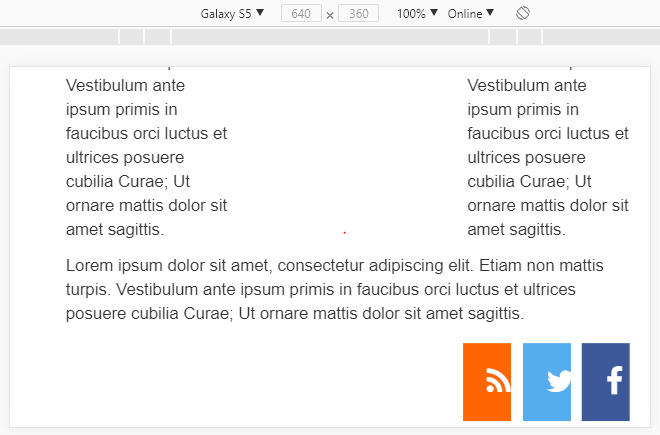 Galaxy S5 ▼ 640 × 360 100% ▼ Online ▼
Vestibulum ante
ipsum primis in
faucibus orci luctus et
ultrices posuere
cubilia Curae; Ut
ornare mattis dolor sit
amet sagittis.
Vestibulum ante
ipsum primis in
faucibus orci luctus et
ultrices posuere
cubilia Curae; Ut
ornare mattis dolor sit
amet sagittis.
Lorem ipsum dolor sit amet, consectetur adipiscing elit. Etiam non mattis
turpis. Vestibulum ante ipsum primis in faucibus orci luctus et ultrices
posuere cubilia Curae; Ut ornare mattis dolor sit amet sagittis.